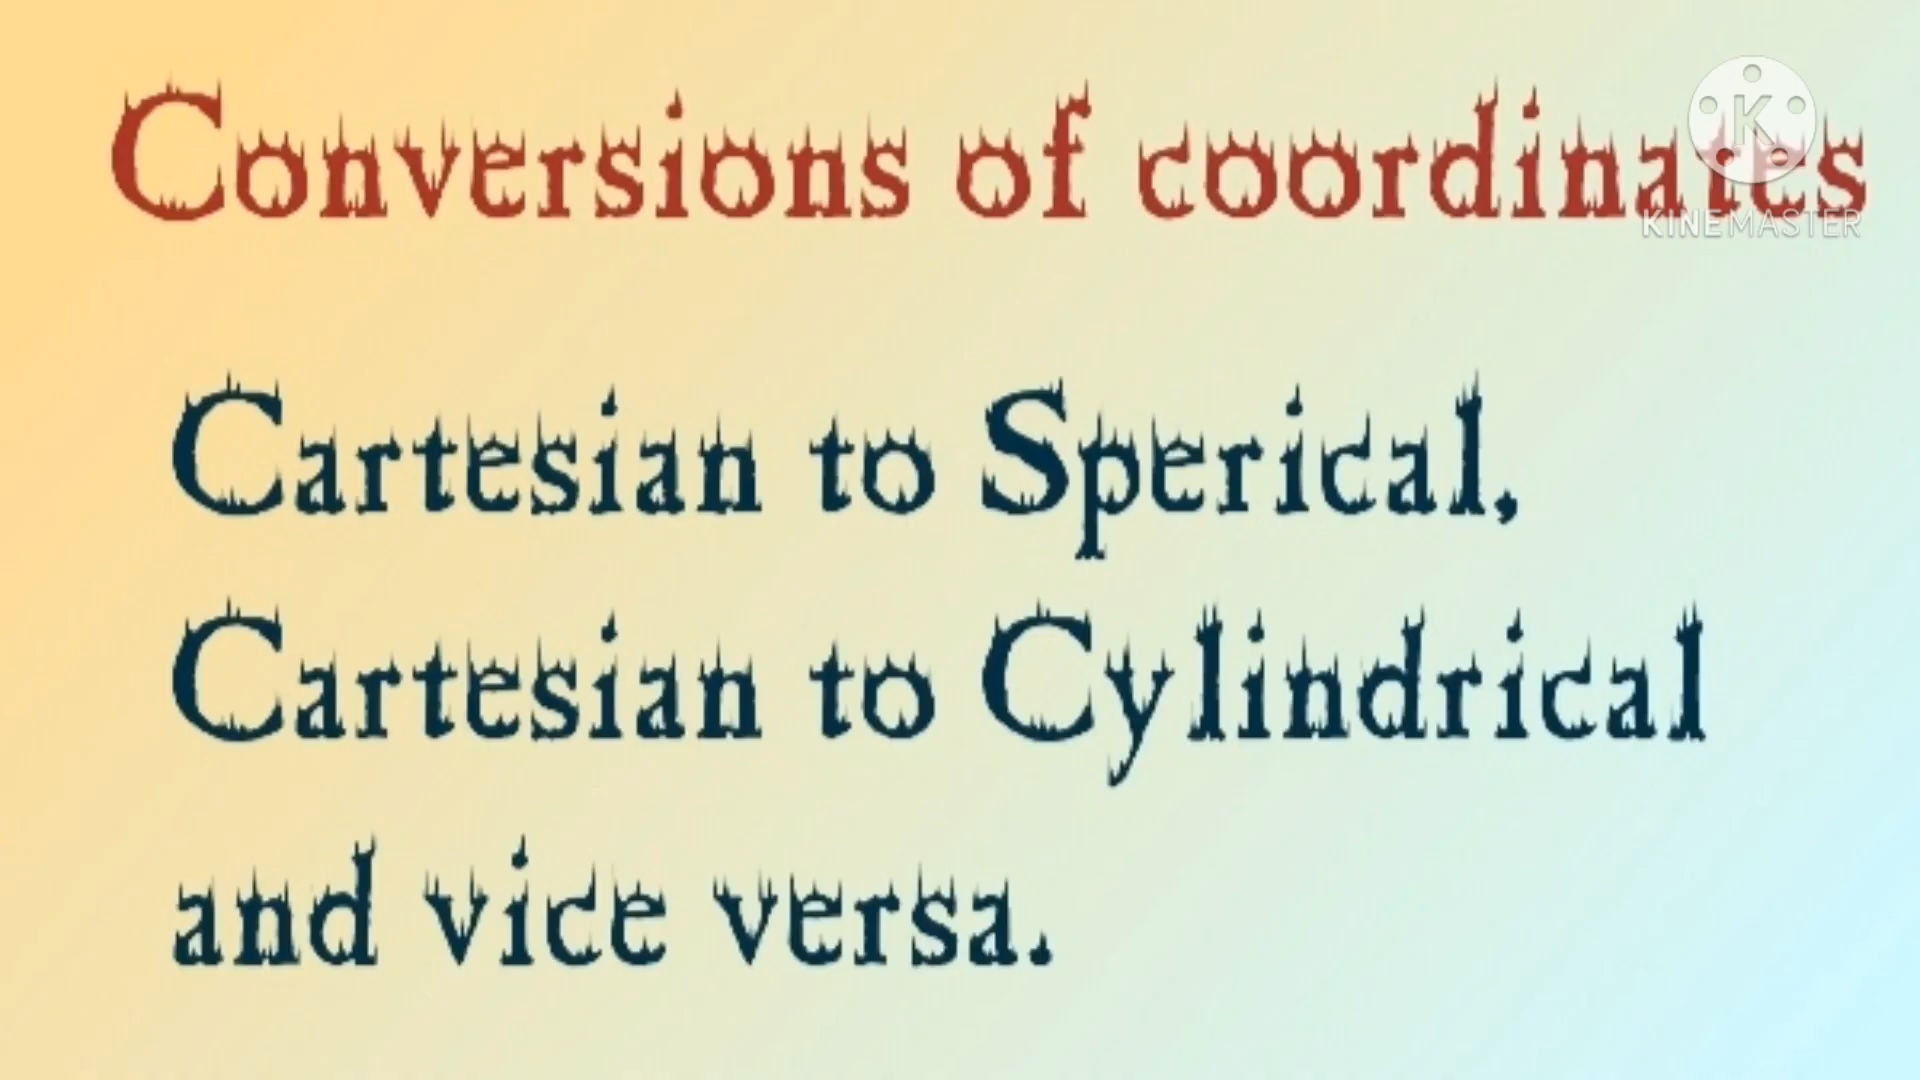 Conversions of coordinates
K
KINEMASTER
Cartesian to Sperical,
Cartesian to Cylindrical
and vice versa.